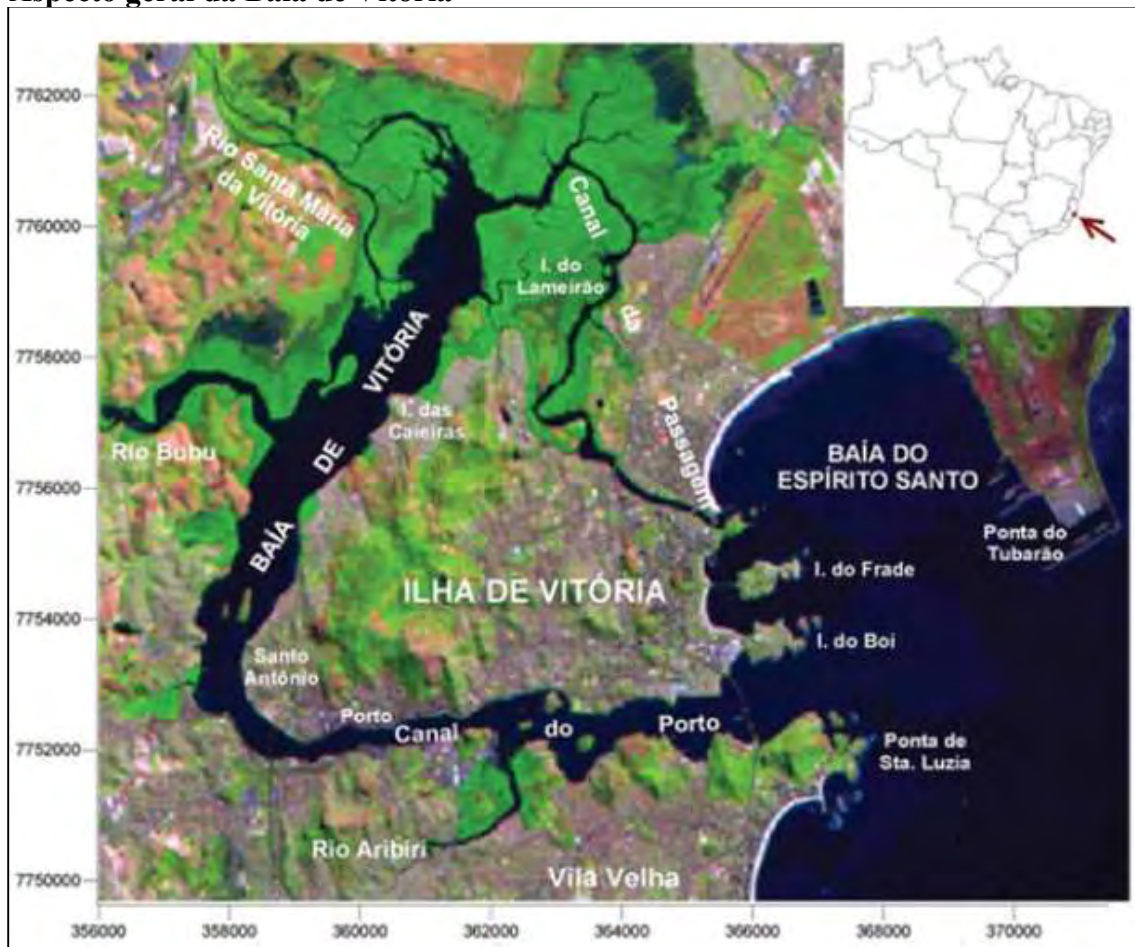 Aspecto geral da Baía de Vitória
7762000
7760000
7758000
7756000
7754000
7752000
7750000
Rio Santa Maria
da Vitória
Canal
da
Passagem
I. do
Lameirão
BAÍA DE VITÓRIA
I. das
Caieiras
Rio Bubu
BAÍA DO
ESPÍRITO SANTO
Ponta do
Tubarão
ILHA DE VITÓRIA
I. do Frade
I. do Boi
Santo
Antônio
Porto
Canal do Porto
Ponta de
Sta. Luzia
Rio Aribiri
Vila Velha
356000 358000 360000 362000 364000 366000 368000 370000